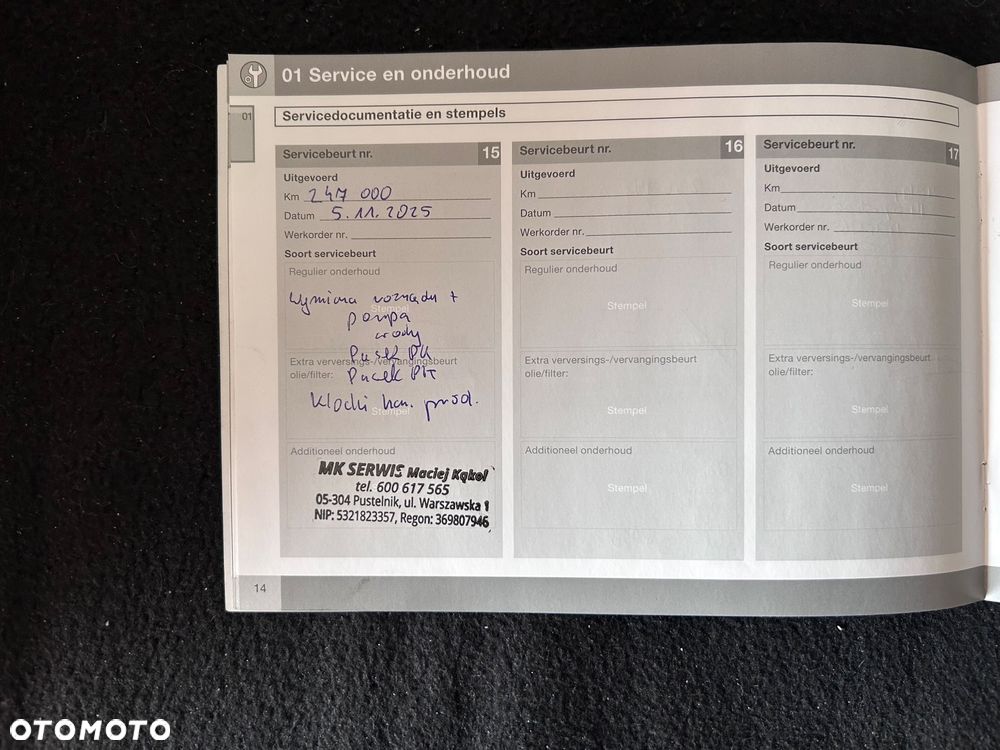 01 Service en onderhoud
01
Servicedocumentatie en stempels
Servicebeurt nr. 15
Uitgevoerd
Km 247 000
Datum 5.11.2025
Werkorder nr.
Soort servicebeurt
Regulier onderhoud
Stempel
Wymiana rozrządu +
pompa
wody
Pasek PK
Extra verversings-/vervangingsbeurt
olie/filter:
Pasek PK
Klocki ham. przod.
Stempel
Additioneel onderhoud
MK SERWIS Maciej Kąkol
tel. 600 617 565
05-304 Pustelnik, ul. Warszawska 1
NIP: 5321823357, Regon: 369807946
Servicebeurt nr. 16
Uitgevoerd
Km
Datum
Werkorder nr.
Soort servicebeurt
Regulier onderhoud
Stempel
Extra verversings-/vervangingsbeurt
olie/filter:
Stempel
Additioneel onderhoud
Stempel
Servicebeurt nr. 17
Uitgevoerd
Km
Datum
Werkorder nr.
Soort servicebeurt
Regulier onderhoud
Stempel
Extra verversings-/vervangingsbeurt
olie/filter:
Stempel
Additioneel onderhoud
Stempel
14
OTOMOTO